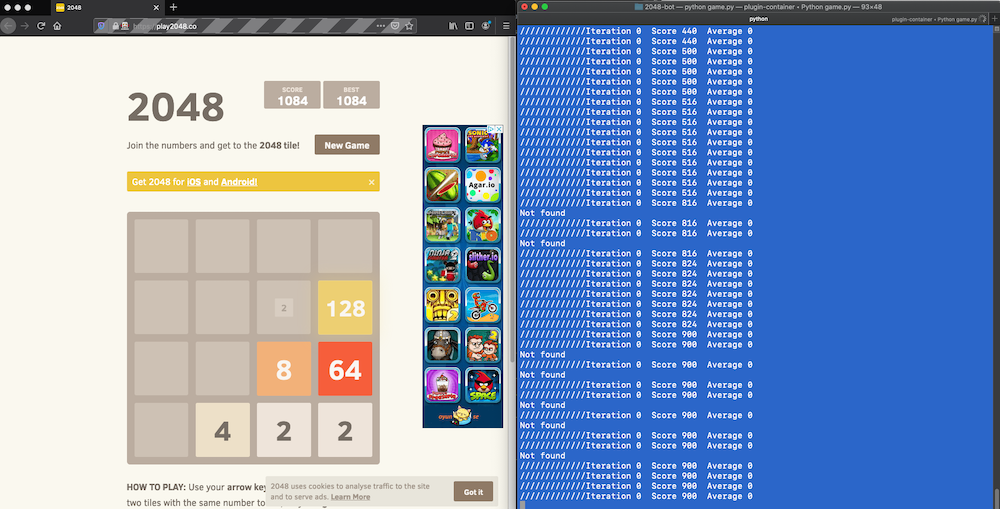 2048
https://play2048.co
2048
SCORE
1084
BEST
1084
Join the numbers and get to the 2048 tile!
New Game
Get 2048 for iOS and Android!
2
128
8
64
4
2
2
HOW TO PLAY: Use your arrow key
two tiles with the same number to
2048 uses cookies to analyse traffic to the site
and to serve ads. Learn More
Got it
Agar.io
slither.io
SPACE
oyun
se
2048-bot — python game.py — plugin-container • Python game.py — 93×48
python
plugin-container • Python game.py
/////////////Iteration 0  Score 440  Average 0
/////////////Iteration 0  Score 440  Average 0
/////////////Iteration 0  Score 500  Average 0
/////////////Iteration 0  Score 500  Average 0
/////////////Iteration 0  Score 500  Average 0
/////////////Iteration 0  Score 500  Average 0
/////////////Iteration 0  Score 500  Average 0
/////////////Iteration 0  Score 516  Average 0
/////////////Iteration 0  Score 516  Average 0
/////////////Iteration 0  Score 516  Average 0
/////////////Iteration 0  Score 516  Average 0
/////////////Iteration 0  Score 516  Average 0
/////////////Iteration 0  Score 516  Average 0
/////////////Iteration 0  Score 516  Average 0
/////////////Iteration 0  Score 516  Average 0
/////////////Iteration 0  Score 516  Average 0
/////////////Iteration 0  Score 516  Average 0
/////////////Iteration 0  Score 816  Average 0
Not found
/////////////Iteration 0  Score 816  Average 0
/////////////Iteration 0  Score 816  Average 0
Not found
/////////////Iteration 0  Score 816  Average 0
/////////////Iteration 0  Score 824  Average 0
/////////////Iteration 0  Score 824  Average 0
/////////////Iteration 0  Score 824  Average 0
/////////////Iteration 0  Score 824  Average 0
/////////////Iteration 0  Score 824  Average 0
/////////////Iteration 0  Score 824  Average 0
/////////////Iteration 0  Score 824  Average 0
/////////////Iteration 0  Score 900  Average 0
/////////////Iteration 0  Score 900  Average 0
Not found
/////////////Iteration 0  Score 900  Average 0
Not found
/////////////Iteration 0  Score 900  Average 0
/////////////Iteration 0  Score 900  Average 0
Not found
/////////////Iteration 0  Score 900  Average 0
Not found
/////////////Iteration 0  Score 900  Average 0
/////////////Iteration 0  Score 900  Average 0
Not found
/////////////Iteration 0  Score 900  Average 0
/////////////Iteration 0  Score 900  Average 0
/////////////Iteration 0  Score 900  Average 0
/////////////Iteration 0  Score 900  Average 0